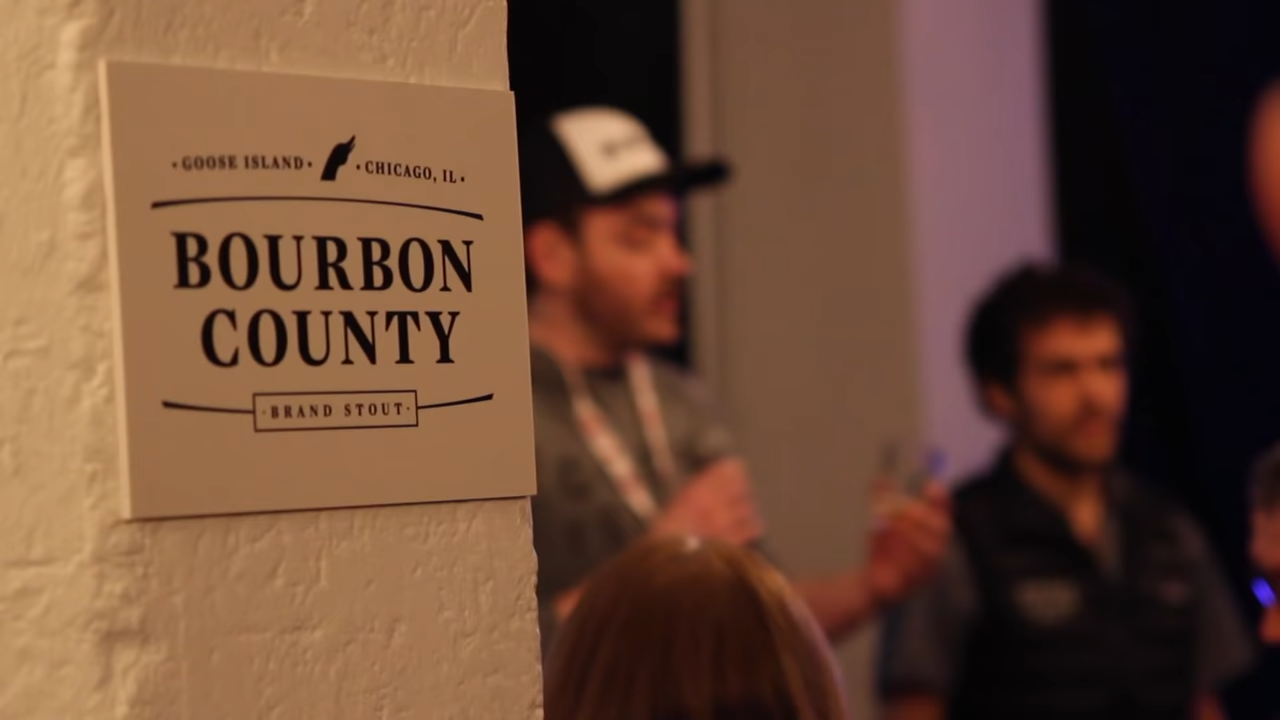 · GOOSE ISLAND · · CHICAGO, IL ·
BOURBON
COUNTY
· BRAND STOUT ·